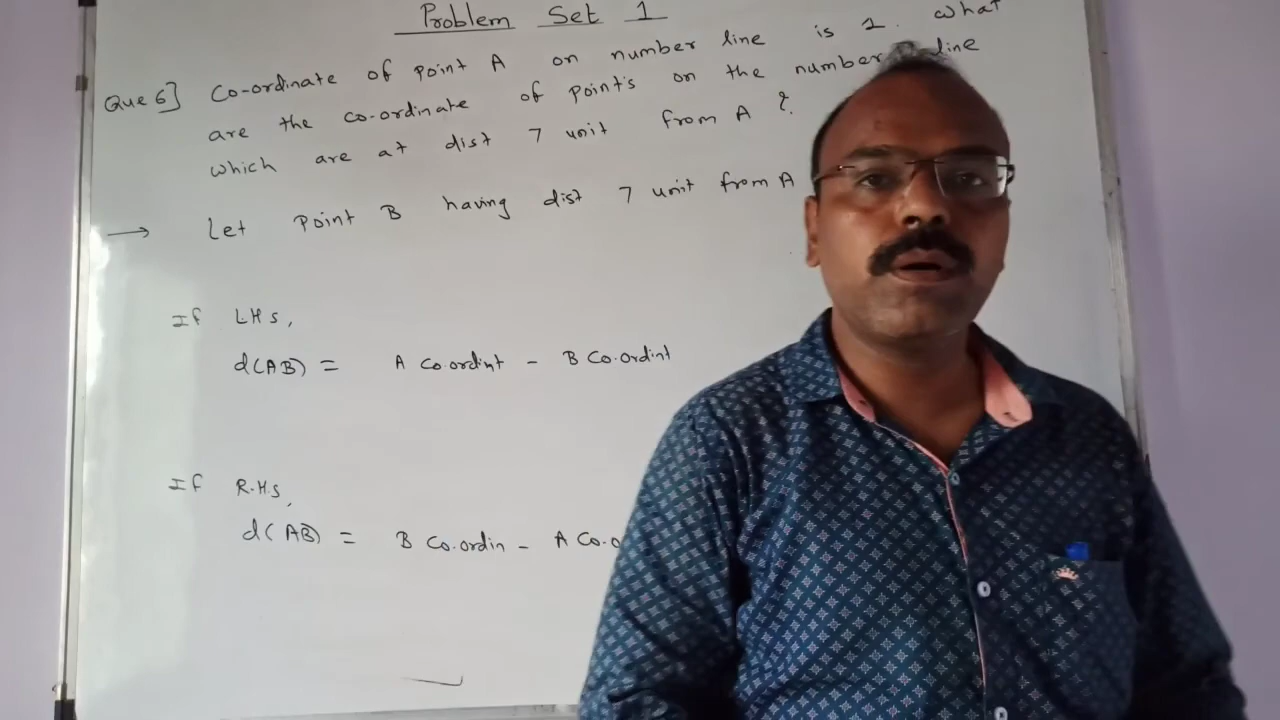 Problem Set 1
Que 6] Co-ordinate of point A on number line is 1. What
are the co-ordinate of point's on the number line
which are at dist 7 unit from A ?
→ Let Point B having dist 7 unit from A
If L.H.S,
d(AB) = A Co.ordint - B Co.ordint
If R.H.S,
d(AB) = B Co.ordin - A Co.o